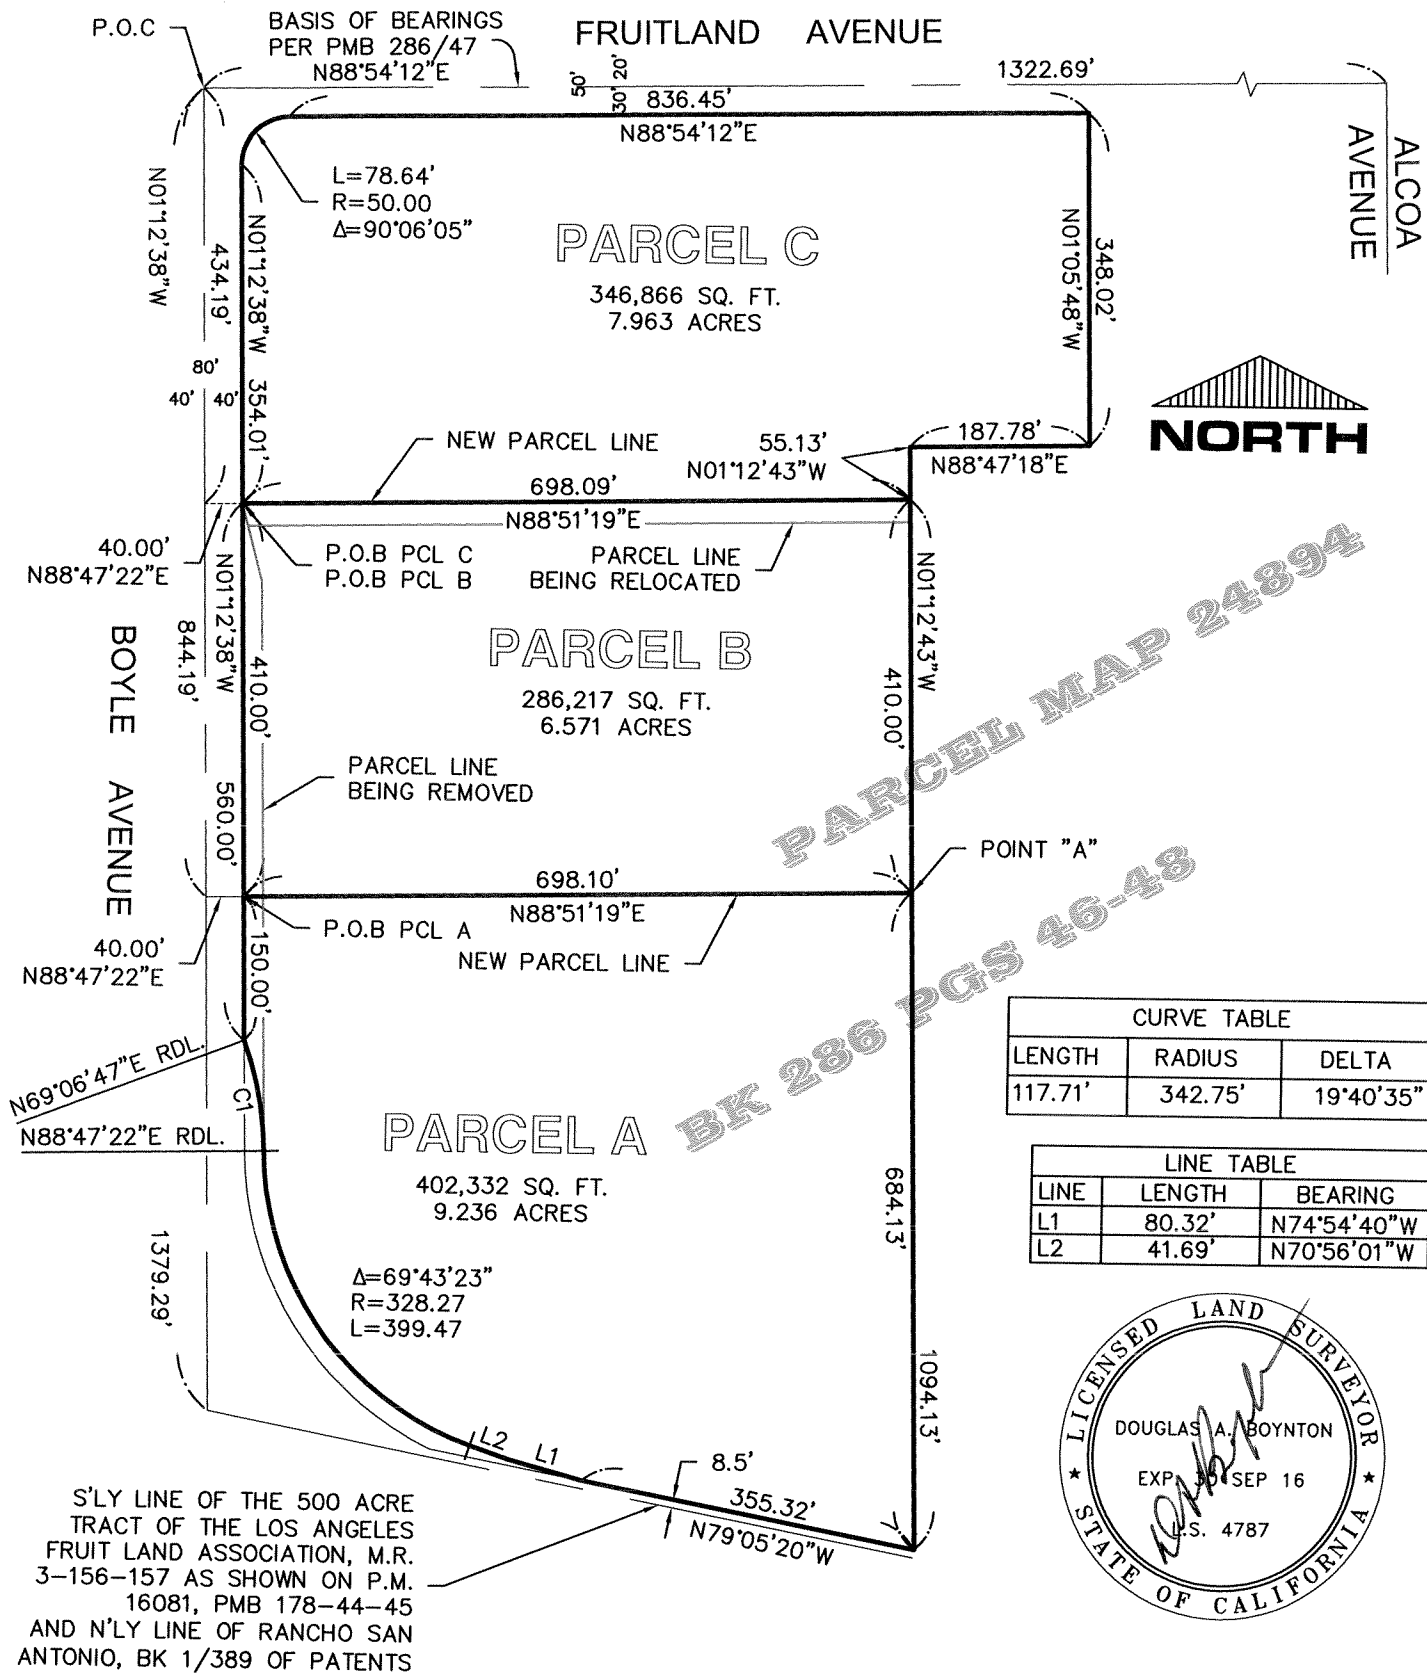 P.O.C
BASIS OF BEARINGS
PER PMB 286/47
N88°54'12"E
FRUITLAND AVENUE
50'
20'
30'
1322.69'
836.45'
N88°54'12"E
ALCOA
AVENUE
N01°12'38"W
434.19'
N01°12'38"W
354.01'
L=78.64'
R=50.00
Δ=90°06'05"
PARCEL C
346,866 SQ. FT.
7.963 ACRES
348.02'
N01°05'48"W
80'
40' 40'
NORTH
NEW PARCEL LINE
55.13'
N01°12'43"W
187.78'
N88°47'18"E
698.09'
N88°51'19"E
40.00'
N88°47'22"E
P.O.B PCL C
P.O.B PCL B
PARCEL LINE
BEING RELOCATED
N01°12'38"W
410.00'
N01°12'43"W
410.00'
BOYLE AVENUE
844.19'
560.00'
PARCEL B
286,217 SQ. FT.
6.571 ACRES
PARCEL MAP 24894
PARCEL LINE
BEING REMOVED
POINT "A"
698.10'
N88°51'19"E
P.O.B PCL A
NEW PARCEL LINE
40.00'
N88°47'22"E
150.00'
BK 286 PGS 46-48
N69°06'47"E RDL.
N88°47'22"E RDL.
C1
PARCEL A
402,332 SQ. FT.
9.236 ACRES
684.13'
1094.13'
CURVE TABLE
LENGTH RADIUS DELTA
117.71' 342.75' 19°40'35"
LINE TABLE
LINE LENGTH BEARING
L1 80.32' N74°54'40"W
L2 41.69' N70°56'01"W
1379.29'
Δ=69°43'23"
R=328.27
L=399.47
L2
L1
8.5'
355.32'
N79°05'20"W
LICENSED LAND SURVEYOR
DOUGLAS A. BOYNTON
EXP. 30 SEP 16
L.S. 4787
STATE OF CALIFORNIA
S'LY LINE OF THE 500 ACRE
TRACT OF THE LOS ANGELES
FRUIT LAND ASSOCIATION, M.R.
3-156-157 AS SHOWN ON P.M.
16081, PMB 178-44-45
AND N'LY LINE OF RANCHO SAN
ANTONIO, BK 1/389 OF PATENTS